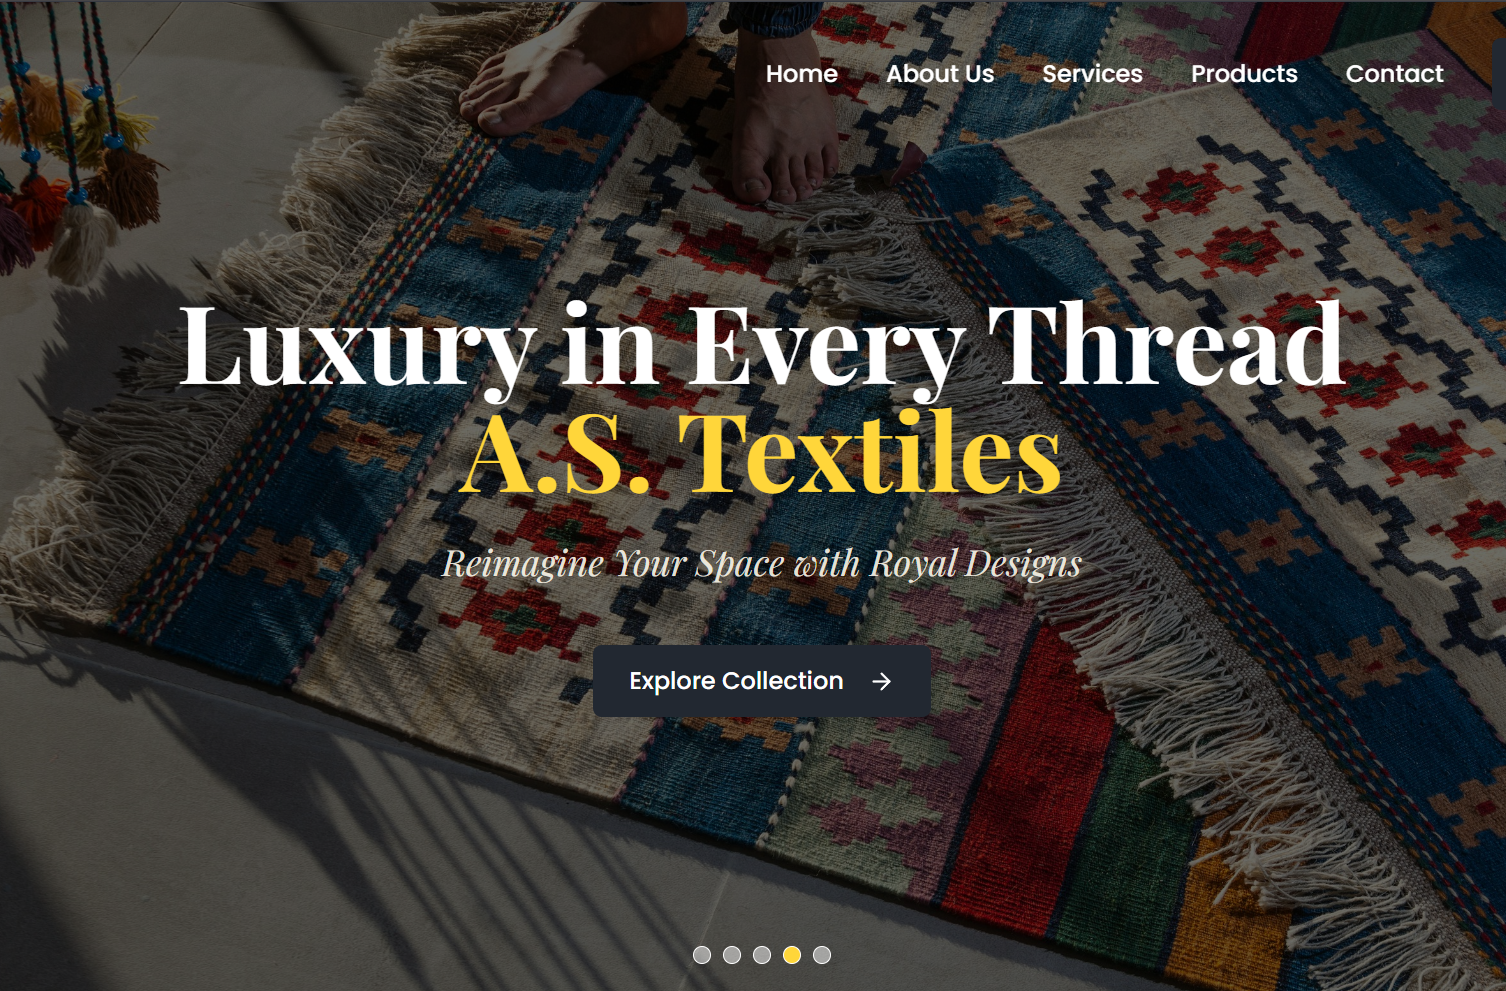 Home About Us Services Products Contact
Luxury in Every Thread
A.S. Textiles
Reimagine Your Space with Royal Designs
Explore Collection →